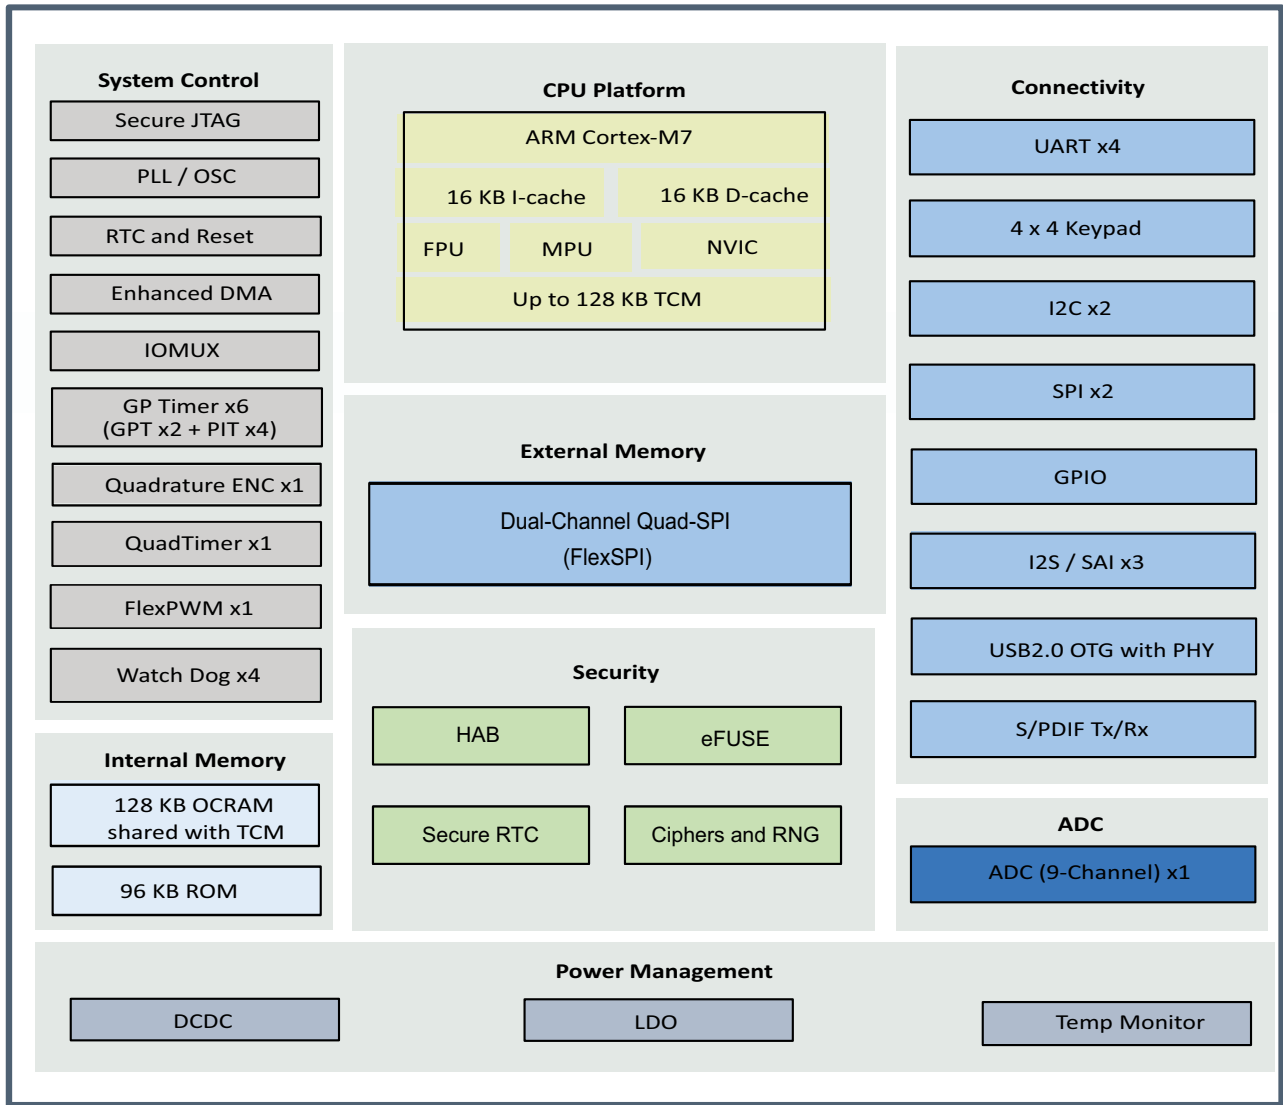 System Control
Secure JTAG
PLL / OSC
RTC and Reset
Enhanced DMA
IOMUX
GP Timer x6
(GPT x2 + PIT x4)
Quadrature ENC x1
QuadTimer x1
FlexPWM x1
Watch Dog x4
Internal Memory
128 KB OCRAM
shared with TCM
96 KB ROM
CPU Platform
ARM Cortex-M7
16 KB I-cache
16 KB D-cache
FPU
MPU
NVIC
Up to 128 KB TCM
External Memory
Dual-Channel Quad-SPI
(FlexSPI)
Security
HAB
eFUSE
Secure RTC
Ciphers and RNG
Connectivity
UART x4
4 x 4 Keypad
I2C x2
SPI x2
GPIO
I2S / SAI x3
USB2.0 OTG with PHY
S/PDIF Tx/Rx
ADC
ADC (9-Channel) x1
Power Management
DCDC
LDO
Temp Monitor